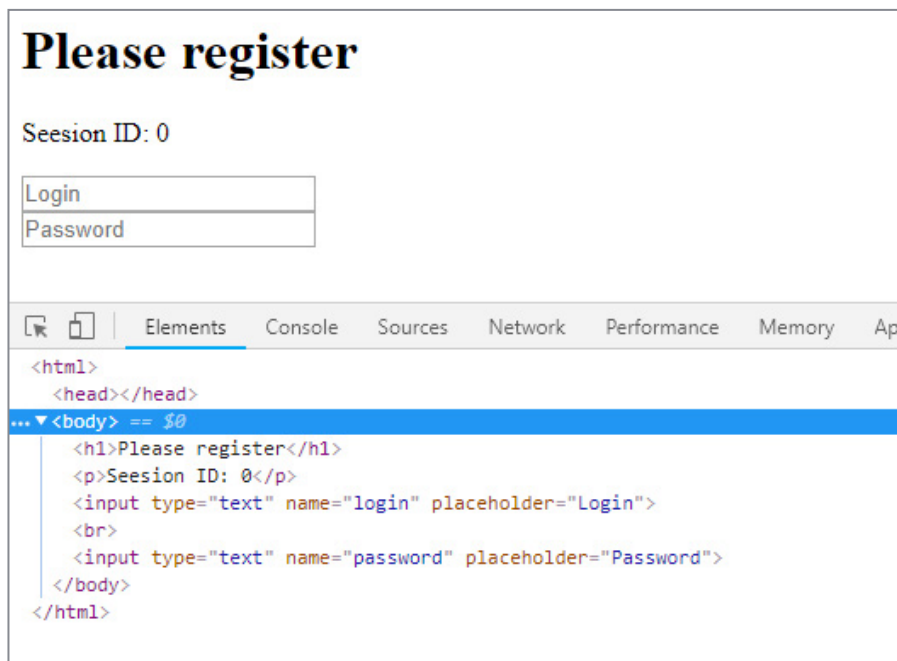 Please register
Seesion ID: 0
Login
Password
Elements Console Sources Network Performance Memory Ap
<html>
<head></head>
... ▼ <body> == $0
<h1>Please register</h1>
<p>Seesion ID: 0</p>
<input type="text" name="login" placeholder="Login">
<br>
<input type="text" name="password" placeholder="Password">
</body>
</html>